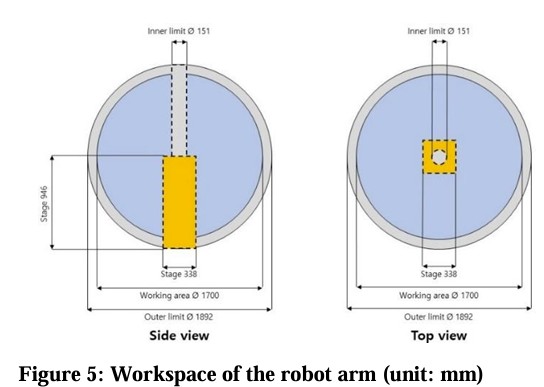 Inner limit Ø 151
Inner limit Ø 151
Stage 946
Stage 338
Stage 338
Working area Ø 1700
Working area Ø 1700
Outer limit Ø 1892
Outer limit Ø 1892
Side view
Top view
Figure 5: Workspace of the robot arm (unit: mm)